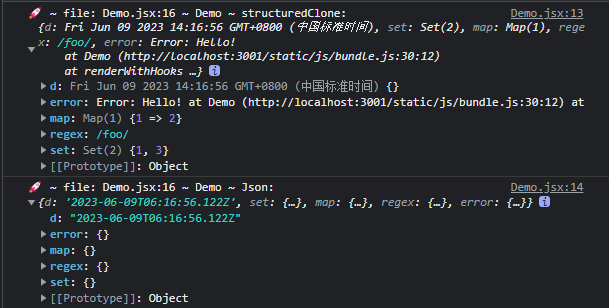 🚀 ~ file: Demo.jsx:16 ~ Demo ~ structuredClone: Demo.jsx:13
{d: Fri Jun 09 2023 14:16:56 GMT+0800 (中国标准时间), set: Set(2), map: Map(1), rege
x: /foo/, error: Error: Hello!
at Demo (http://localhost:3001/static/js/bundle.js:30:12)
at renderWithHooks …}
d: Fri Jun 09 2023 14:16:56 GMT+0800 (中国标准时间) {}
error: Error: Hello! at Demo (http://localhost:3001/static/js/bundle.js:30:12) at
map: Map(1) {1 => 2}
regex: /foo/
set: Set(2) {1, 3}
[[Prototype]]: Object
🚀 ~ file: Demo.jsx:16 ~ Demo ~ Json: Demo.jsx:14
{d: '2023-06-09T06:16:56.122Z', set: {…}, map: {…}, regex: {…}, error: {…}}
d: "2023-06-09T06:16:56.122Z"
error: {}
map: {}
regex: {}
set: {}
[[Prototype]]: Object